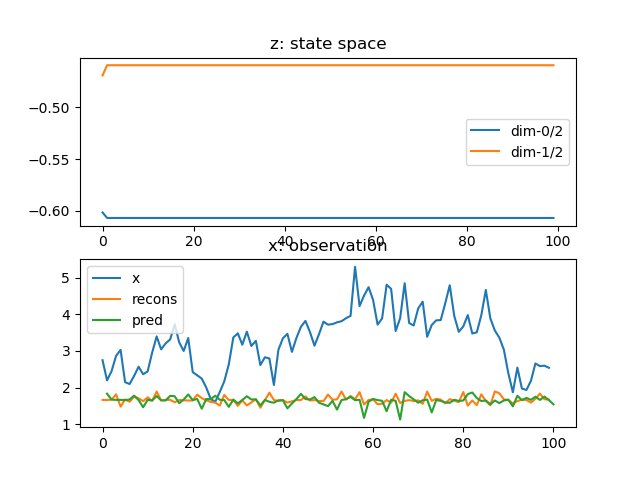 z: state space
−0.50
−0.55
−0.60
dim-0/2
dim-1/2
0 20 40 60 80 100
x: observation
5
4
3
2
1
x
recons
pred
0 20 40 60 80 100